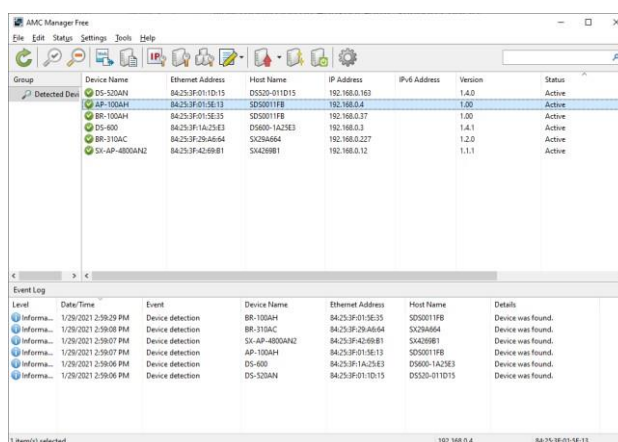 AMC Manager Free
File Edit Status Settings Tools Help
IP
Group Device Name Ethernet Address Host Name IP Address IPv6 Address Version Status
Detected Devi
DS-520AN 84:25:3F:01:1D:15 DS520-011D15 192.168.0.163 1.4.0 Active
AP-100AH 84:25:3F:01:5E:13 SDS0011FB 192.168.0.4 1.00 Active
BR-100AH 84:25:3F:01:5E:35 SDS0011FB 192.168.0.37 1.00 Active
DS-600 84:25:3F:1A:25:E3 DS600-1A25E3 192.168.0.3 1.4.1 Active
BR-310AC 84:25:3F:29:A6:64 SX29A664 192.168.0.227 1.2.0 Active
SX-AP-4800AN2 84:25:3F:42:69:B1 SX4269B1 192.168.0.12 1.1.1 Active
Event Log
Level Date/Time Event Device Name Ethernet Address Host Name Details
Informa... 1/29/2021 2:59:29 PM Device detection BR-100AH 84:25:3F:01:5E:35 SDS0011FB Device was found.
Informa... 1/29/2021 2:59:08 PM Device detection BR-310AC 84:25:3F:29:A6:64 SX29A664 Device was found.
Informa... 1/29/2021 2:59:07 PM Device detection SX-AP-4800AN2 84:25:3F:42:69:B1 SX4269B1 Device was found.
Informa... 1/29/2021 2:59:07 PM Device detection AP-100AH 84:25:3F:01:5E:13 SDS0011FB Device was found.
Informa... 1/29/2021 2:59:06 PM Device detection DS-600 84:25:3F:1A:25:E3 DS600-1A25E3 Device was found.
Informa... 1/29/2021 2:59:06 PM Device detection DS-520AN 84:25:3F:01:1D:15 DS520-011D15 Device was found.
1 item(s) selected 192.168.0.4 84:25:3F:01:5E:13